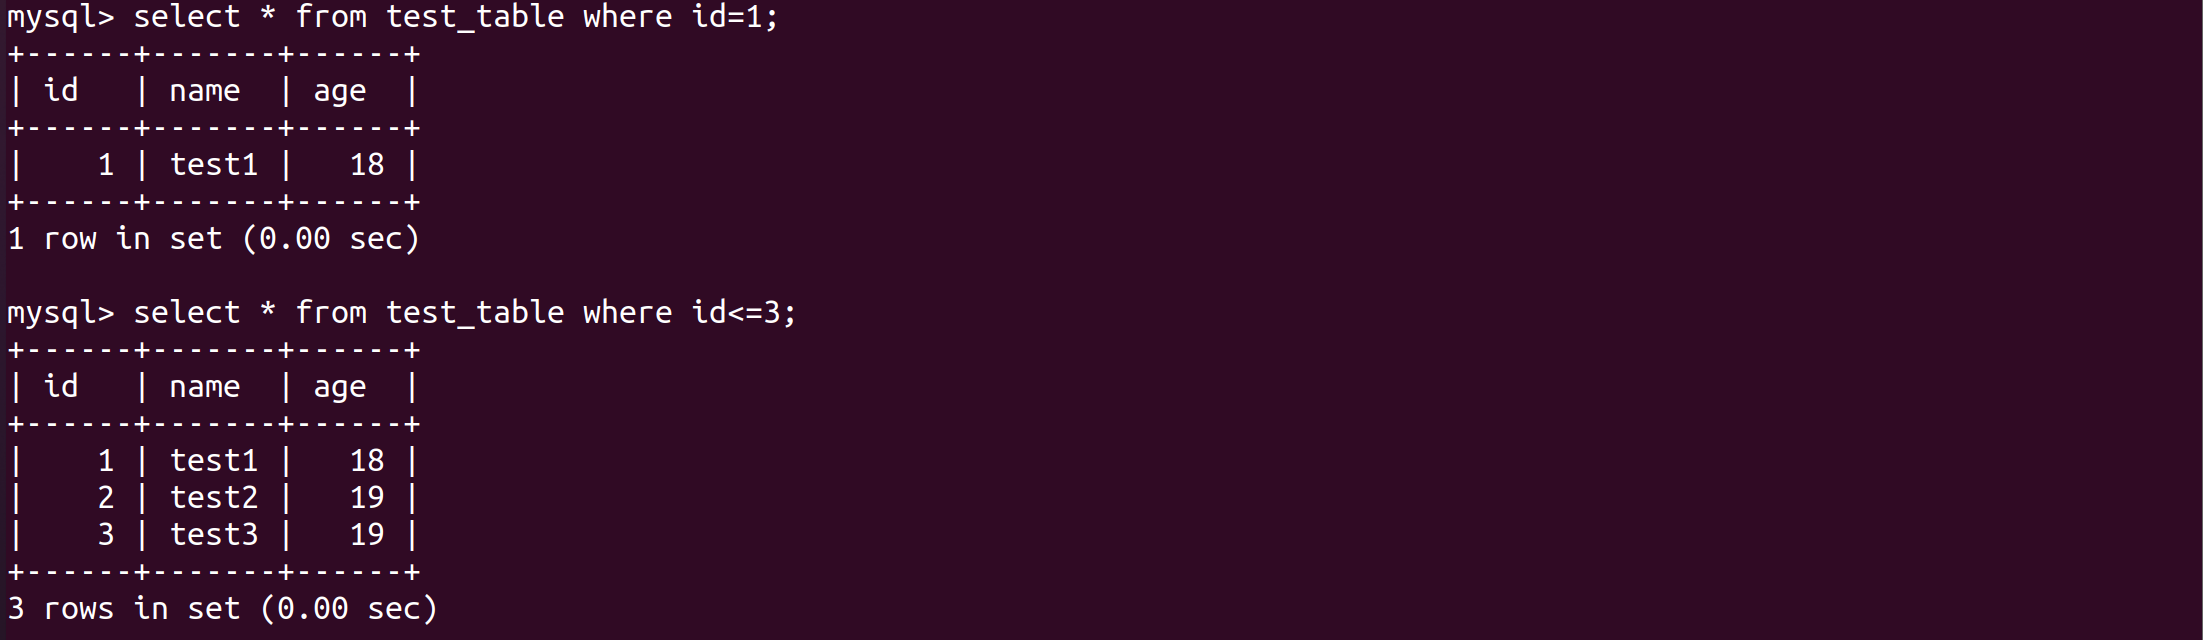 mysql> select * from test_table where id=1;
+------+-------+------+
| id   | name  | age  |
+------+-------+------+
|    1 | test1 |   18 |
+------+-------+------+
1 row in set (0.00 sec)

mysql> select * from test_table where id<=3;
+------+-------+------+
| id   | name  | age  |
+------+-------+------+
|    1 | test1 |   18 |
|    2 | test2 |   19 |
|    3 | test3 |   19 |
+------+-------+------+
3 rows in set (0.00 sec)